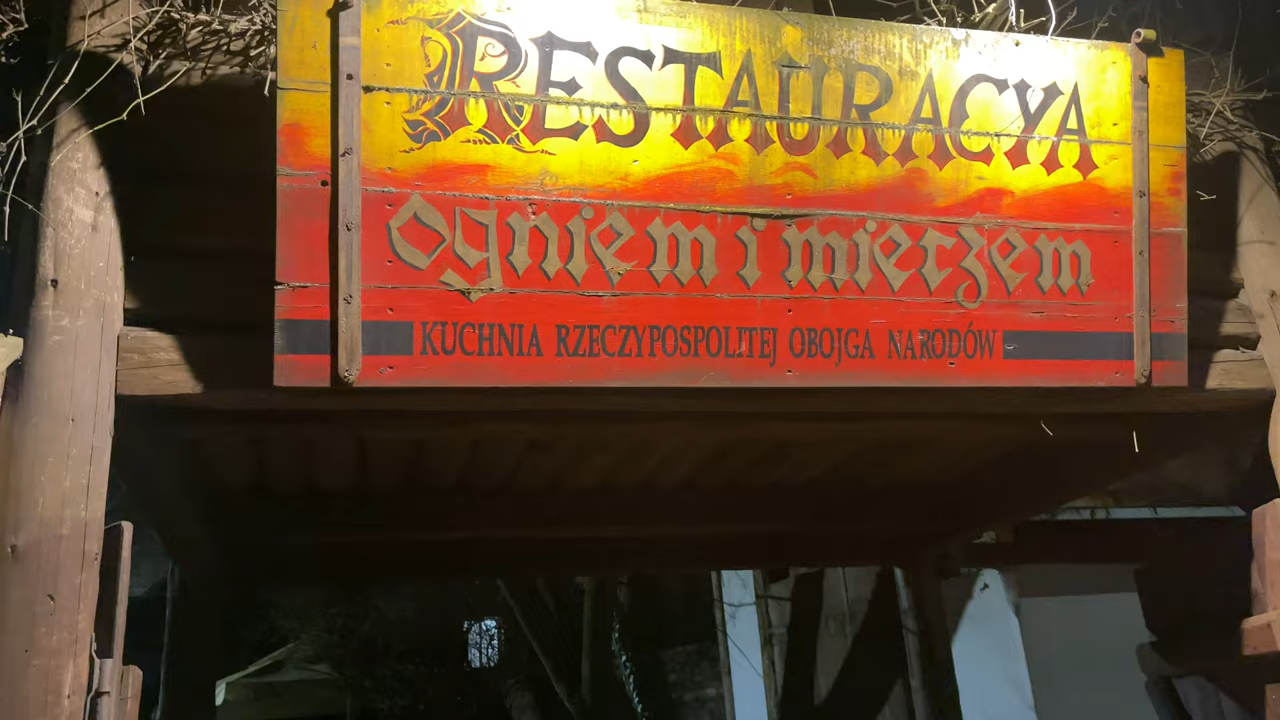 RESTAURACYA
ogniem i mieczem
KUCHNIA RZECZYPOSPOLITEJ OBOJGA NARODÓW